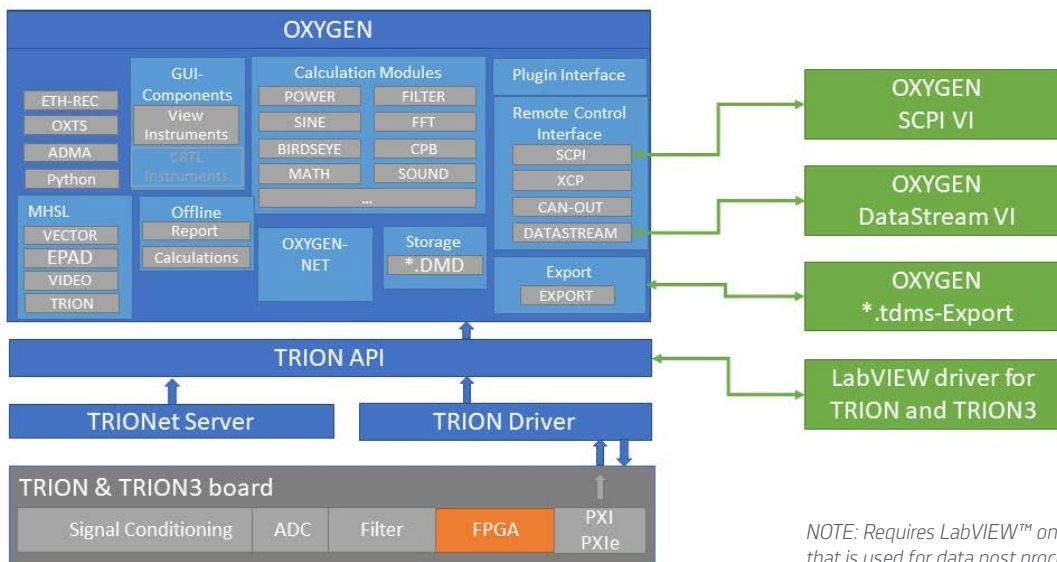 OXYGEN
ETH-REC
OXTS
ADMA
Python
GUI-
Components
View
Instruments
CRTL
Instruments
Calculation Modules
POWER
FILTER
SINE
FFT
BIRDSEYE
CPB
MATH
SOUND
...
Plugin Interface
Remote Control
Interface
SCPI
XCP
CAN-OUT
DATASTREAM
MHSL
VECTOR
EPAD
VIDEO
TRION
Offline
Report
Calculations
OXYGEN-
NET
Storage
*.DMD
Export
EXPORT
TRION API
TRIONet Server
TRION Driver
TRION & TRION3 board
Signal Conditioning
ADC
Filter
FPGA
PXI
PXIe
OXYGEN
SCPI VI
OXYGEN
DataStream VI
OXYGEN
*.tdms-Export
LabVIEW driver for
TRION and TRION3
NOTE: Requires LabVIEW™ on
that is used for data post proc